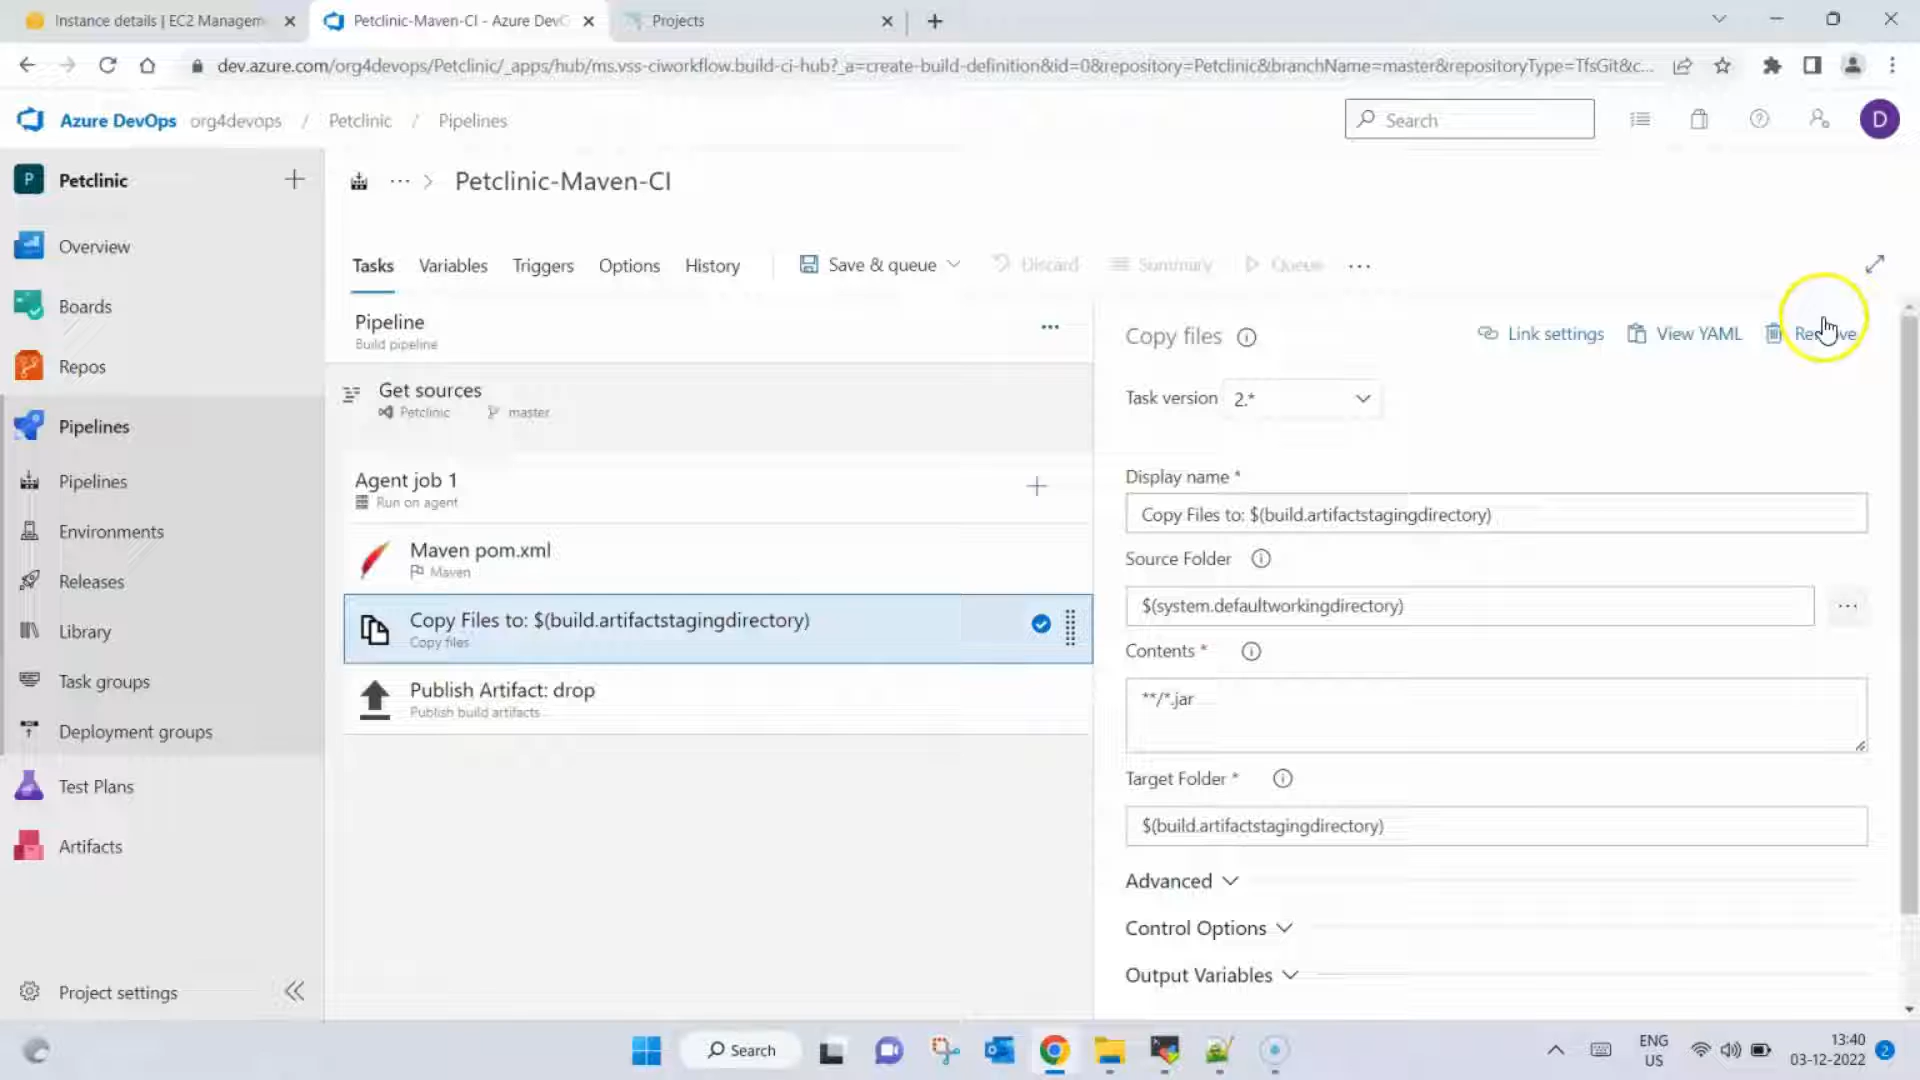 Instance details | EC2 Managem
Petclinic-Maven-CI - Azure DevO
Projects
dev.azure.com/org4devops/Petclinic/_apps/hub/ms.vss-ciworkflow.build-ci-hub?_a=create-build-definition&id=0&repository=Petclinic&branchName=master&repositoryType=TfsGit&c...
Azure DevOps org4devops / Petclinic / Pipelines
Search
D
P Petclinic
Overview
Boards
Repos
Pipelines
Pipelines
Environments
Releases
Library
Task groups
Deployment groups
Test Plans
Artifacts
Project settings
··· > Petclinic-Maven-CI
Tasks Variables Triggers Options History Save & queue Discard Summary Queue ···
Pipeline
Build pipeline
Get sources
Petclinic master
Agent job 1
Run on agent
Maven pom.xml
Maven
Copy Files to: $(build.artifactstagingdirectory)
Copy files
Publish Artifact: drop
Publish build artifacts
Copy files Link settings View YAML Remove
Task version 2.*
Display name *
Copy Files to: $(build.artifactstagingdirectory)
Source Folder
$(system.defaultworkingdirectory)
Contents *
**/*.jar
Target Folder *
$(build.artifactstagingdirectory)
Advanced
Control Options
Output Variables
Search
ENG
US
13:40
03-12-2022
2